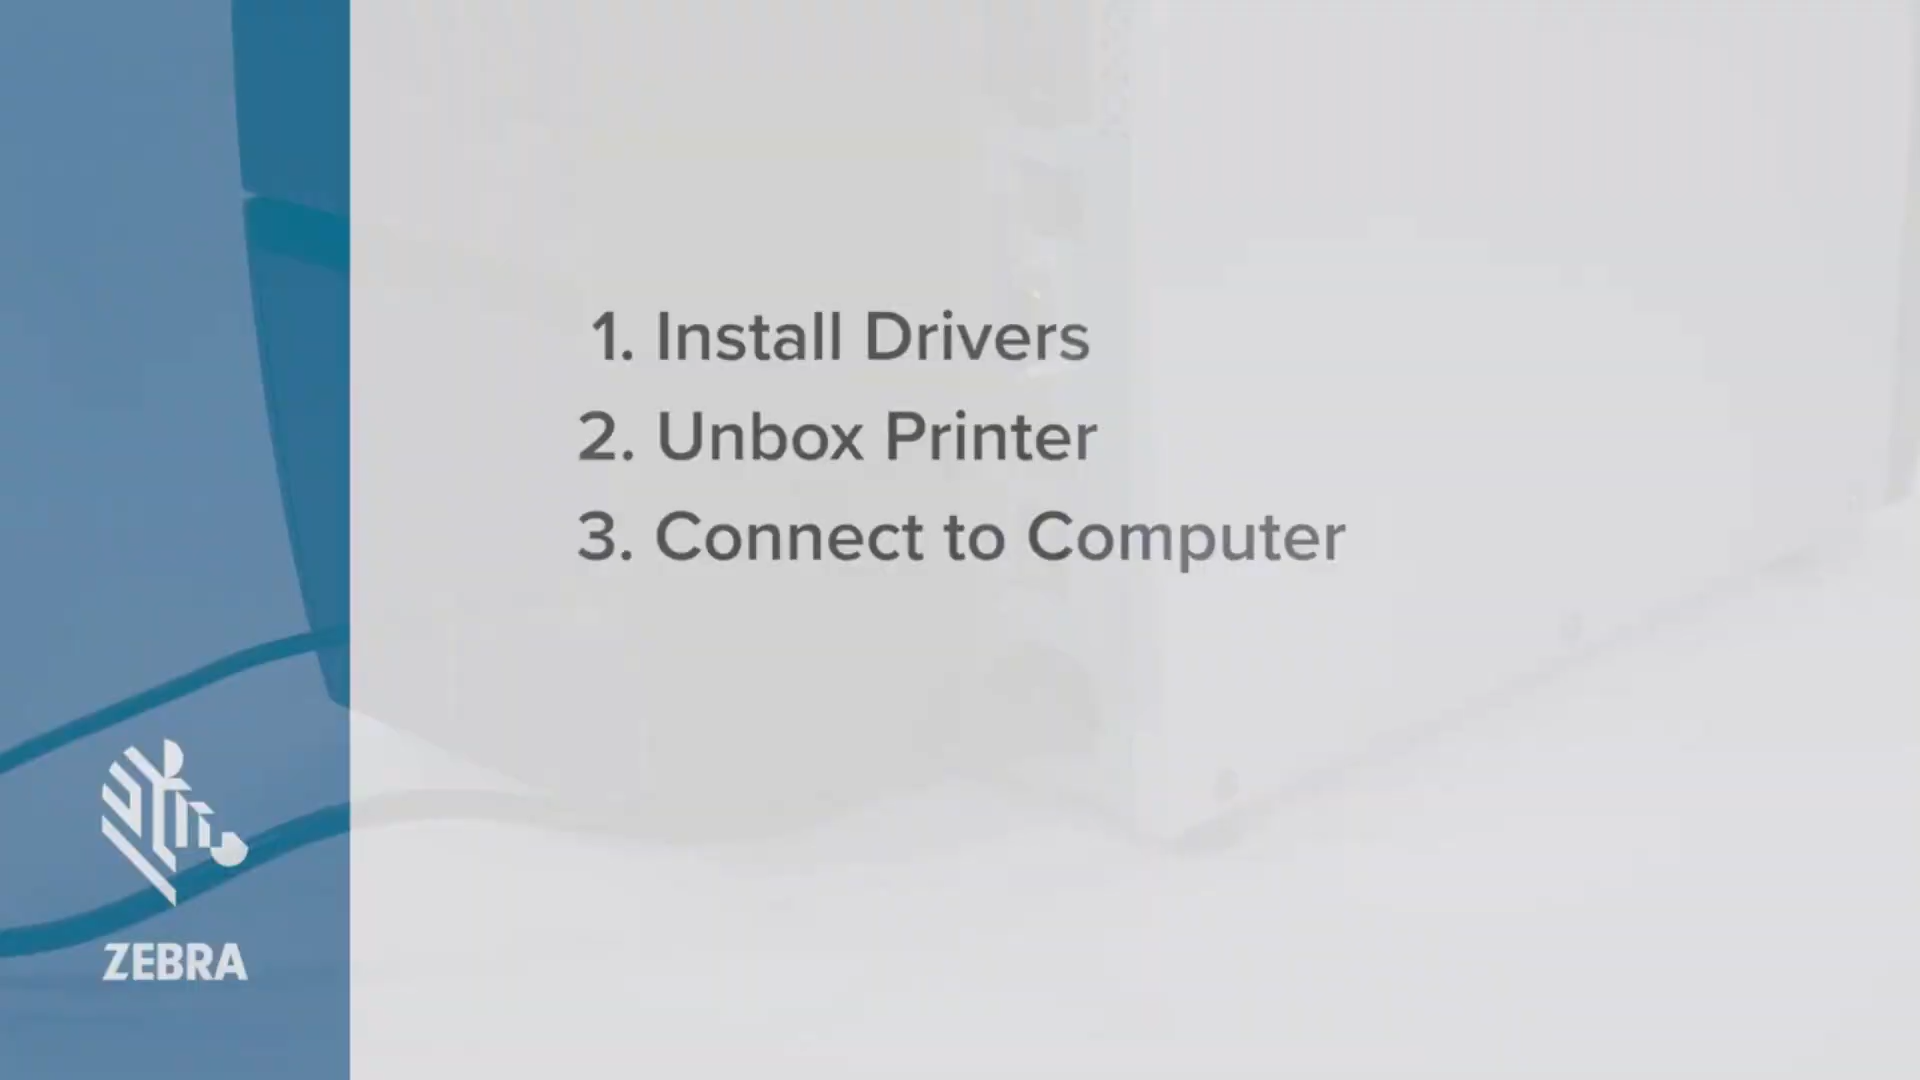 1. Install Drivers
2. Unbox Printer
3. Connect to Computer
ZEBRA